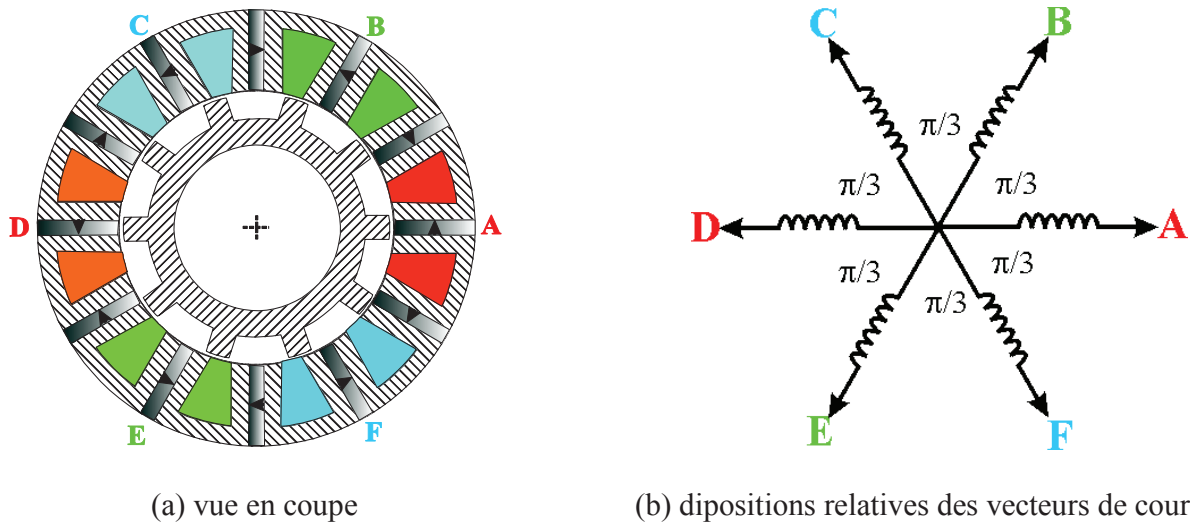 C
B
D
A
E
F
C
B
π/3
π/3
π/3
D
A
π/3
π/3
π/3
E
F
(a) vue en coupe
(b) dipositions relatives des vecteurs de cour